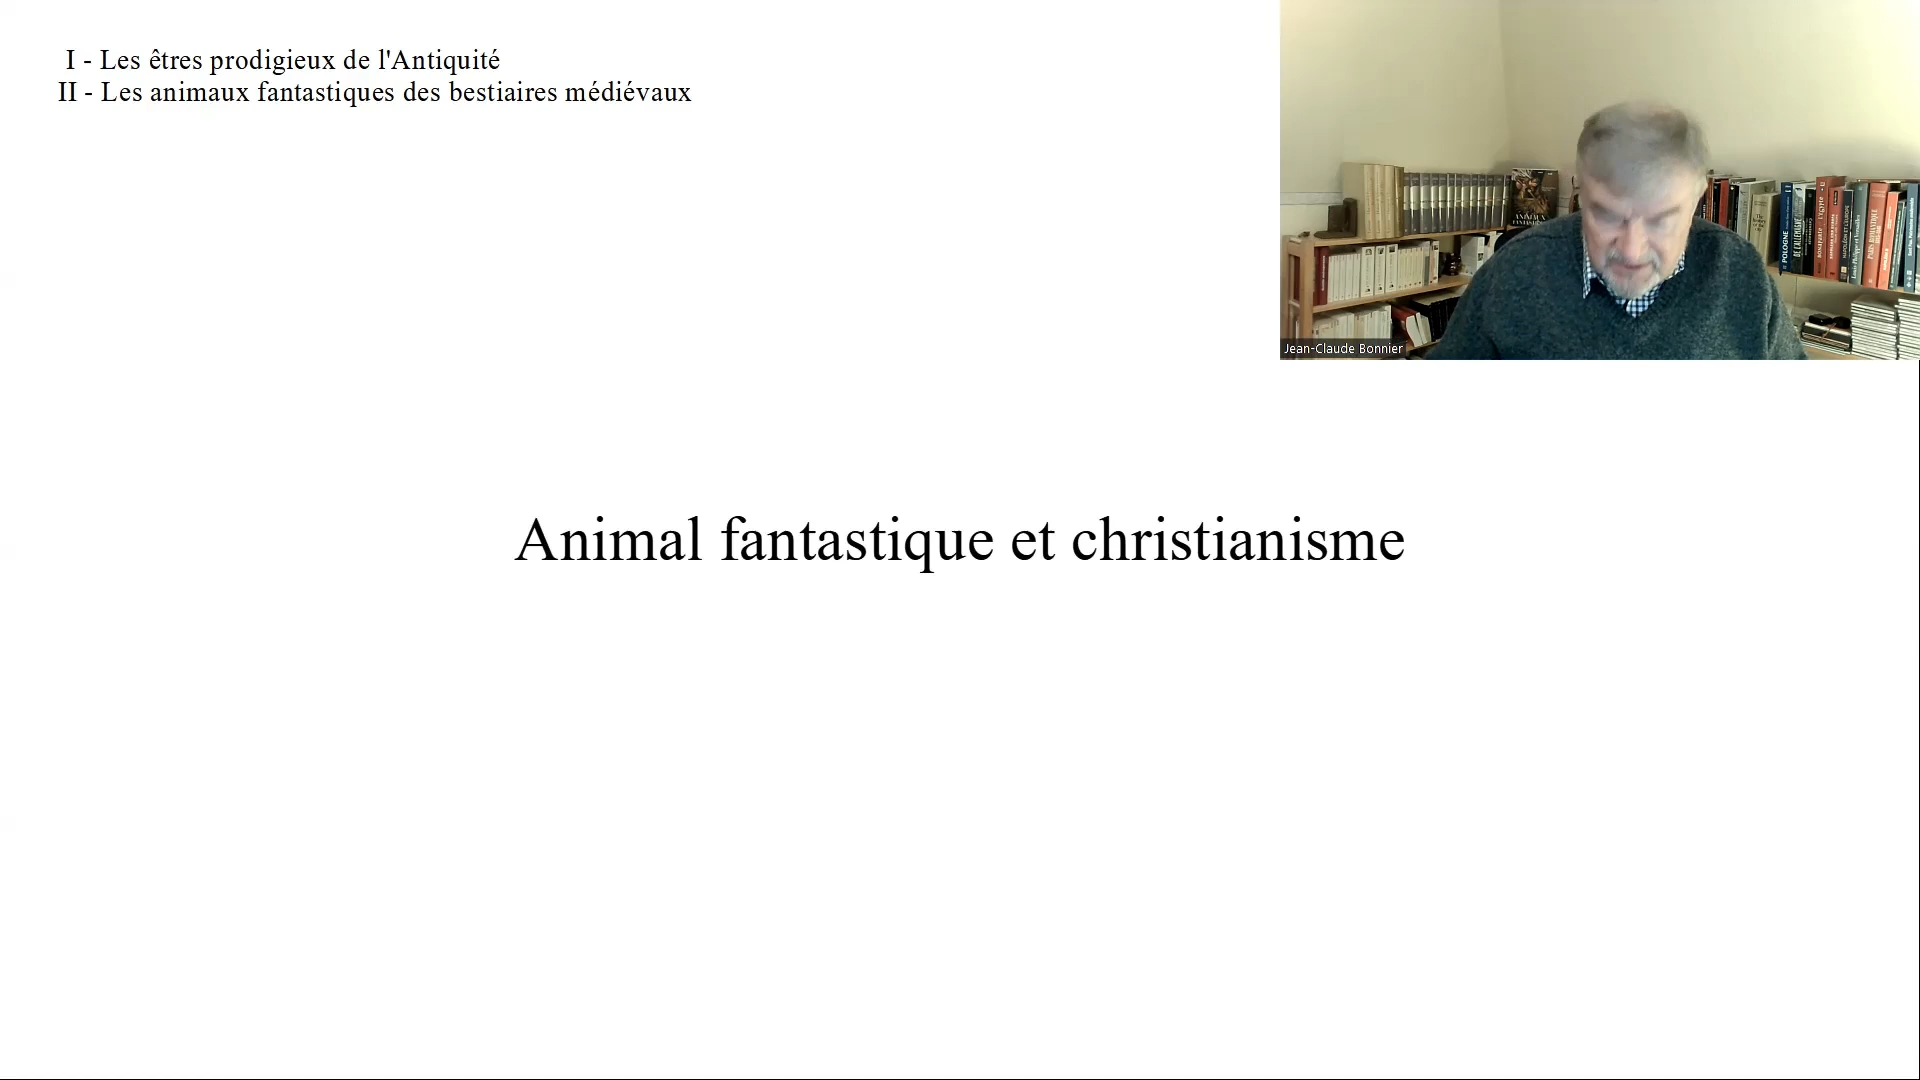 I - Les êtres prodigieux de l'Antiquité
II - Les animaux fantastiques des bestiaires médiévaux
Jean-Claude Bonnier
Animal fantastique et christianisme